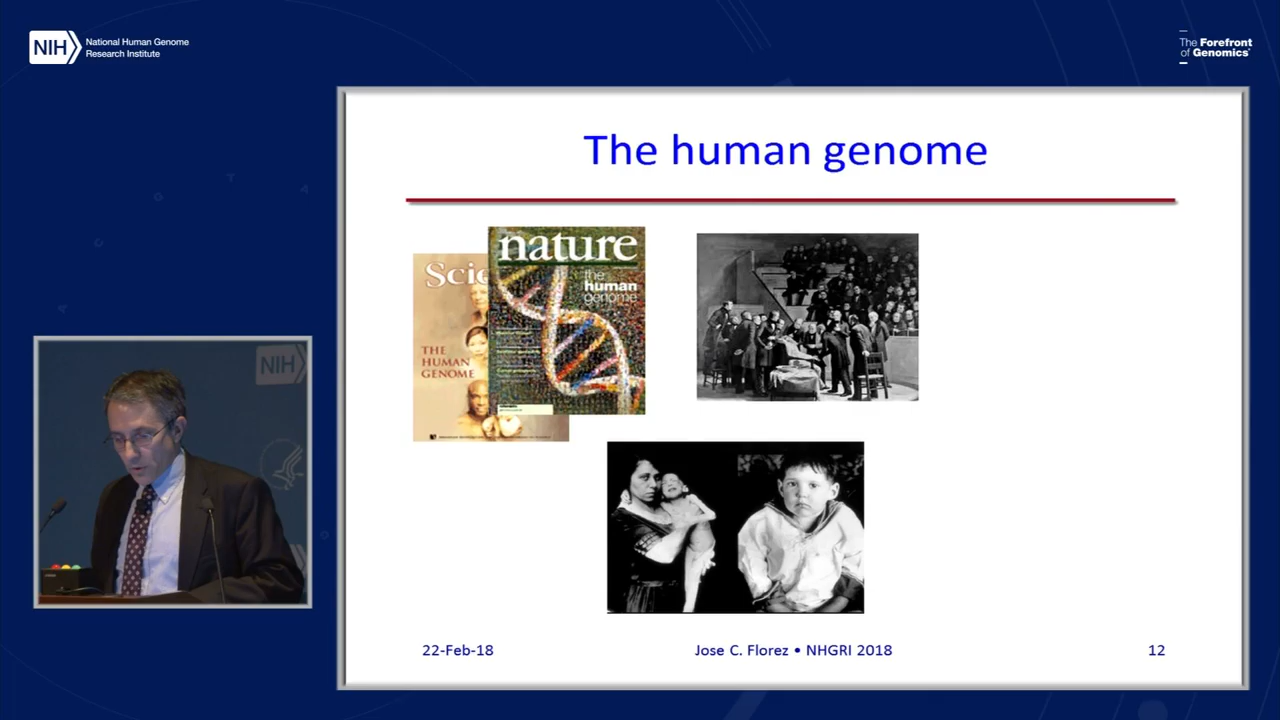 NIH
National Human Genome
Research Institute
The Forefront
of Genomics
The human genome
nature
the
human
genome
Scie
THE
HUMAN
GENOME
NIH
22-Feb-18
Jose C. Florez • NHGRI 2018
12